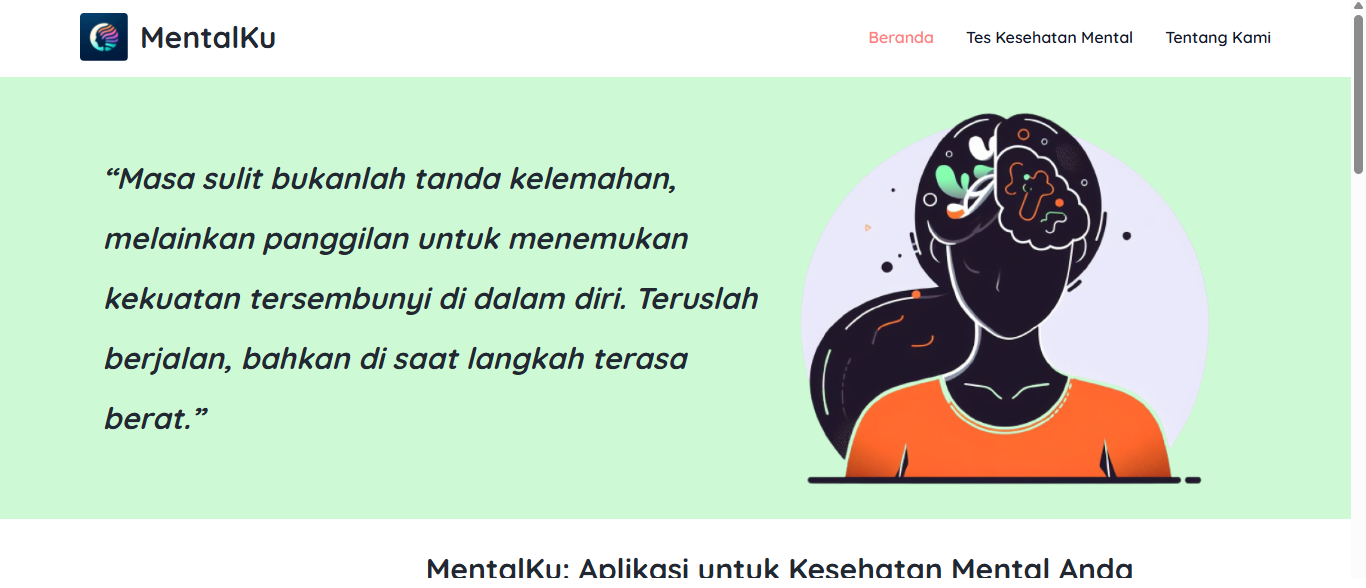 MentalKu
Beranda
Tes Kesehatan Mental
Tentang Kami
“Masa sulit bukanlah tanda kelemahan,
melainkan panggilan untuk menemukan
kekuatan tersembunyi di dalam diri. Teruslah
berjalan, bahkan di saat langkah terasa
berat.”
MentalKu: Aplikasi untuk Kesehatan Mental Anda